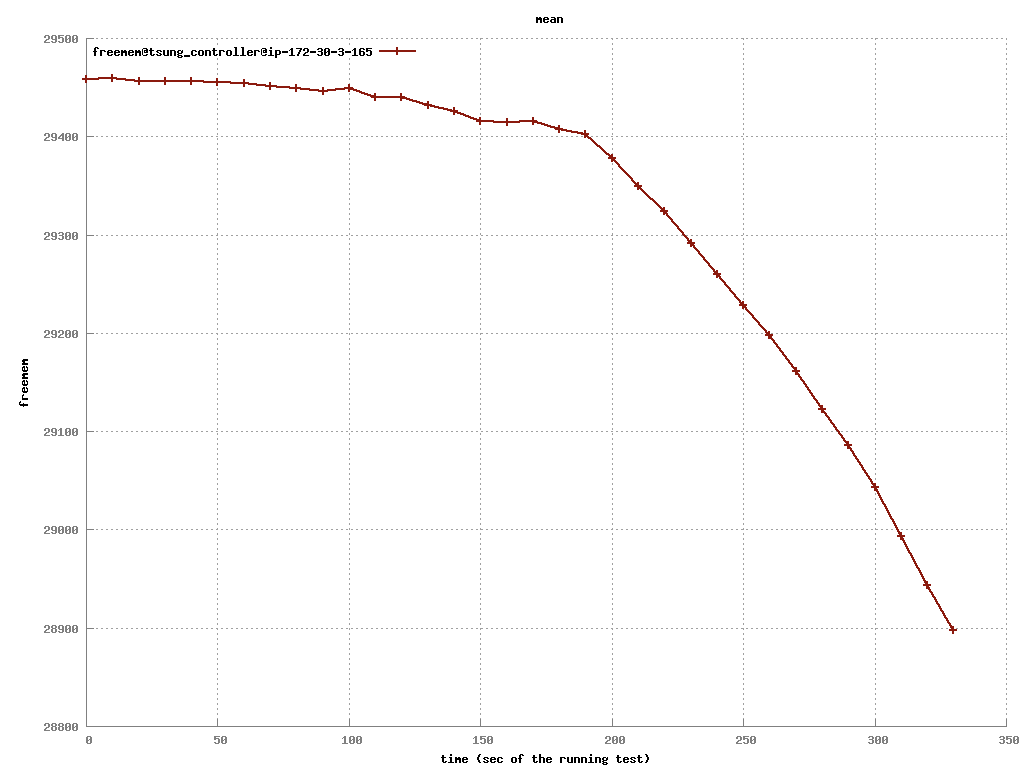 mean
29500
freemem@tsung_controller@ip-172-30-3-165
29400
29300
29200
29100
29000
28900
28800
freemem
0 50 100 150 200 250 300 350
time (sec of the running test)